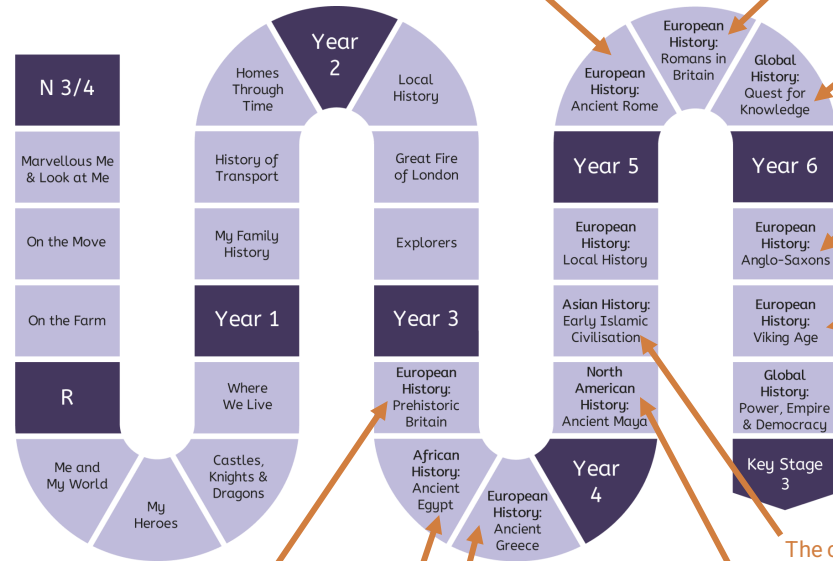 N 3/4
Marvellous Me
& Look at Me
On the Move
On the Farm
R
Me and
My World
My
Heroes
Castles,
Knights &
Dragons
Where
We Live
Year 1
My Family
History
History of
Transport
Homes
Through
Time
Year
2
Local
History
Great Fire
of London
Explorers
Year 3
European
History:
Prehistoric
Britain
African
History:
Ancient
Egypt
European
History:
Ancient
Greece
Year
4
North
American
History:
Ancient Maya
Asian History:
Early Islamic
Civilisation
European
History:
Local History
Year 5
European
History:
Ancient Rome
European
History:
Romans in
Britain
Global
History:
Quest for
Knowledge
Year 6
European
History:
Anglo-Saxons
European
History:
Viking Age
Global
History:
Power, Empire
& Democracy
Key Stage
3
The